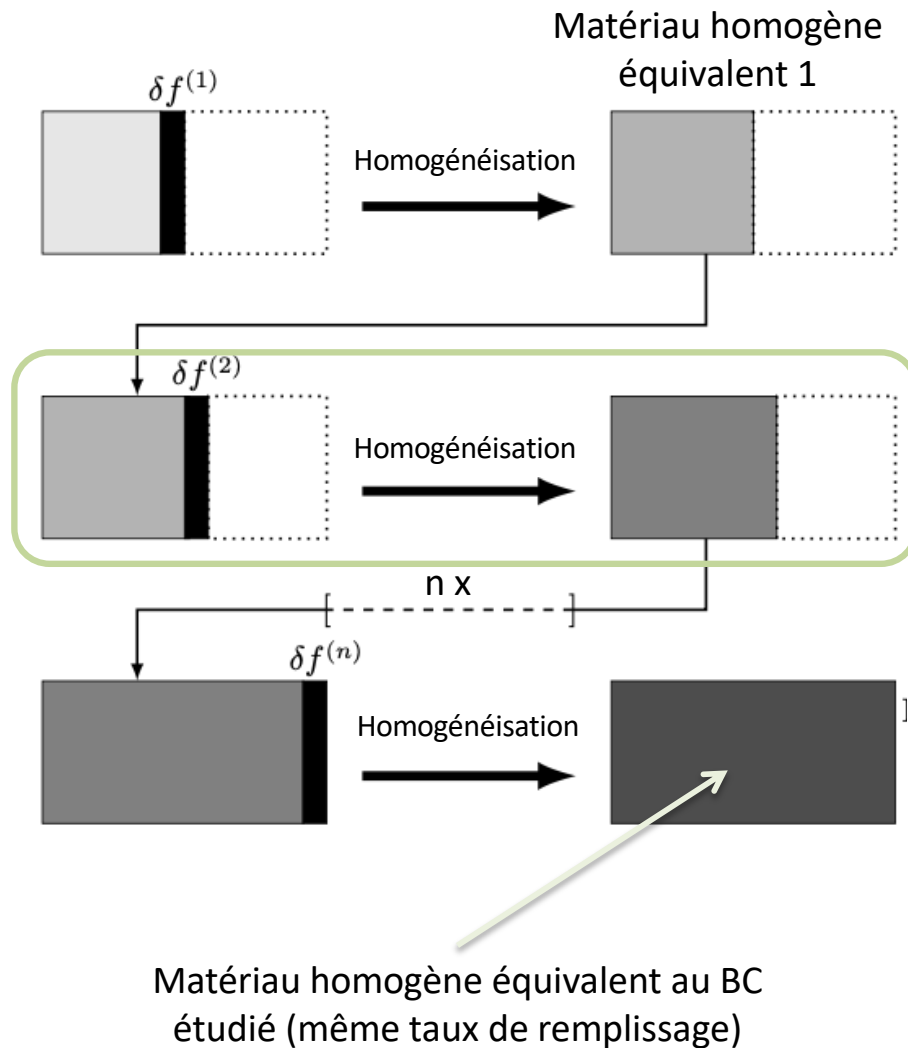 Matériau homogène
équivalent 1
δf⁽¹⁾
Homogénéisation
δf⁽²⁾
Homogénéisation
n x
δf⁽ⁿ⁾
Homogénéisation
Matériau homogène équivalent au BC
étudié (même taux de remplissage)